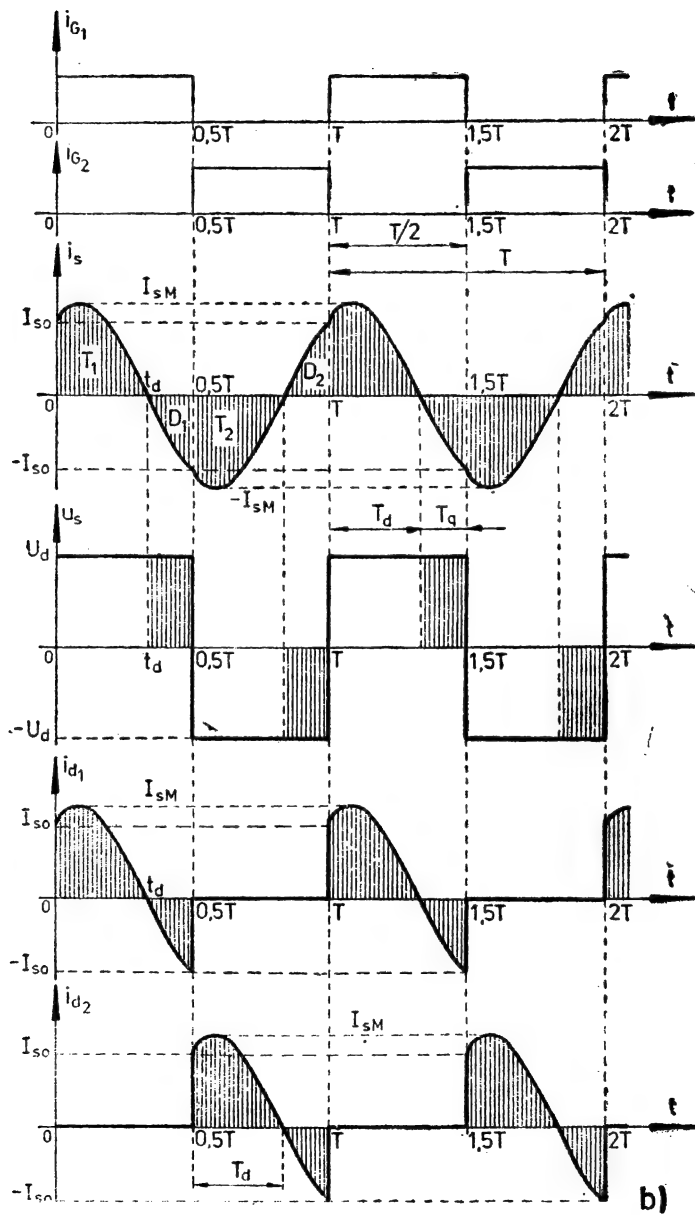 i_G1
0 0,5T T 1,5T 2T t
i_G2
0 0,5T T 1,5T 2T t
T/2
T
i_s
I_sM
I_so
T_1 t_d 0,5T D_2 1,5T t
0 D_1 T_2 T 2T
-I_so
-I_sM
u_s
T_d T_q
U_d
t
0 t_d 0,5T T 1,5T 2T
-U_d
i_d1
I_sM
I_so
t_d t
0 0,5T T 1,5T 2T
-I_so
i_d2
I_sM
I_so
t
0 0,5T T 1,5T 2T
T_d
-I_so
b)